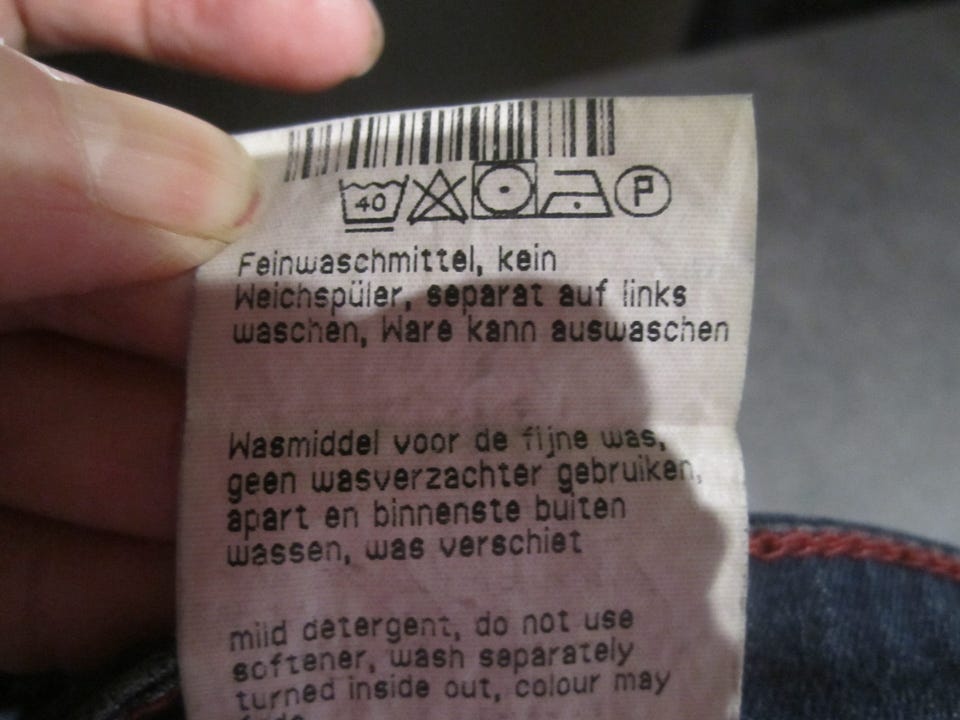 40 P
Feinwaschmittel, kein
Weichspüler, separat auf links
waschen, Ware kann auswaschen
Wasmiddel voor de fijne was,
geen wasverzachter gebruiken,
apart en binnenste buiten
wassen, was verschiet
mild detergent, do not use
softener, wash separately
turned inside out, colour may